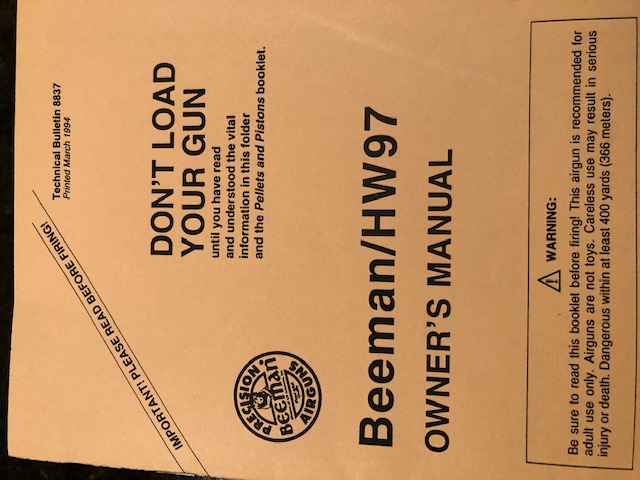 IMPORTANT! PLEASE READ BEFORE FIRING!
Technical Bulletin 8837
Printed March 1994
DON'T LOAD
YOUR GUN
until you have read
and understood the vital
information in this folder
and the Pellets and Pistons booklet.
PRECISION
BEEMAN
AIRGUNS
Beeman/HW97
OWNER'S MANUAL
WARNING:
Be sure to read this booklet before firing! This airgun is recommended for
adult use only. Airguns are not toys. Careless use may result in serious
injury or death. Dangerous within at least 400 yards (366 meters).